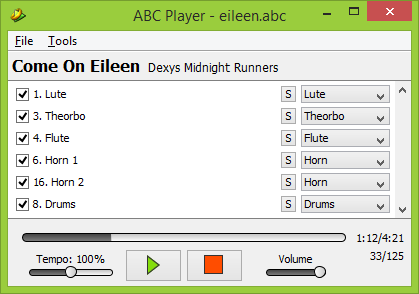 ABC Player - eileen.abc
File Tools
Come On Eileen Dexys Midnight Runners
1. Lute S Lute
3. Theorbo S Theorbo
4. Flute S Flute
6. Horn 1 S Horn
16. Horn 2 S Horn
8. Drums S Drums
1:12/4:21
Tempo: 100% Volume 33/125